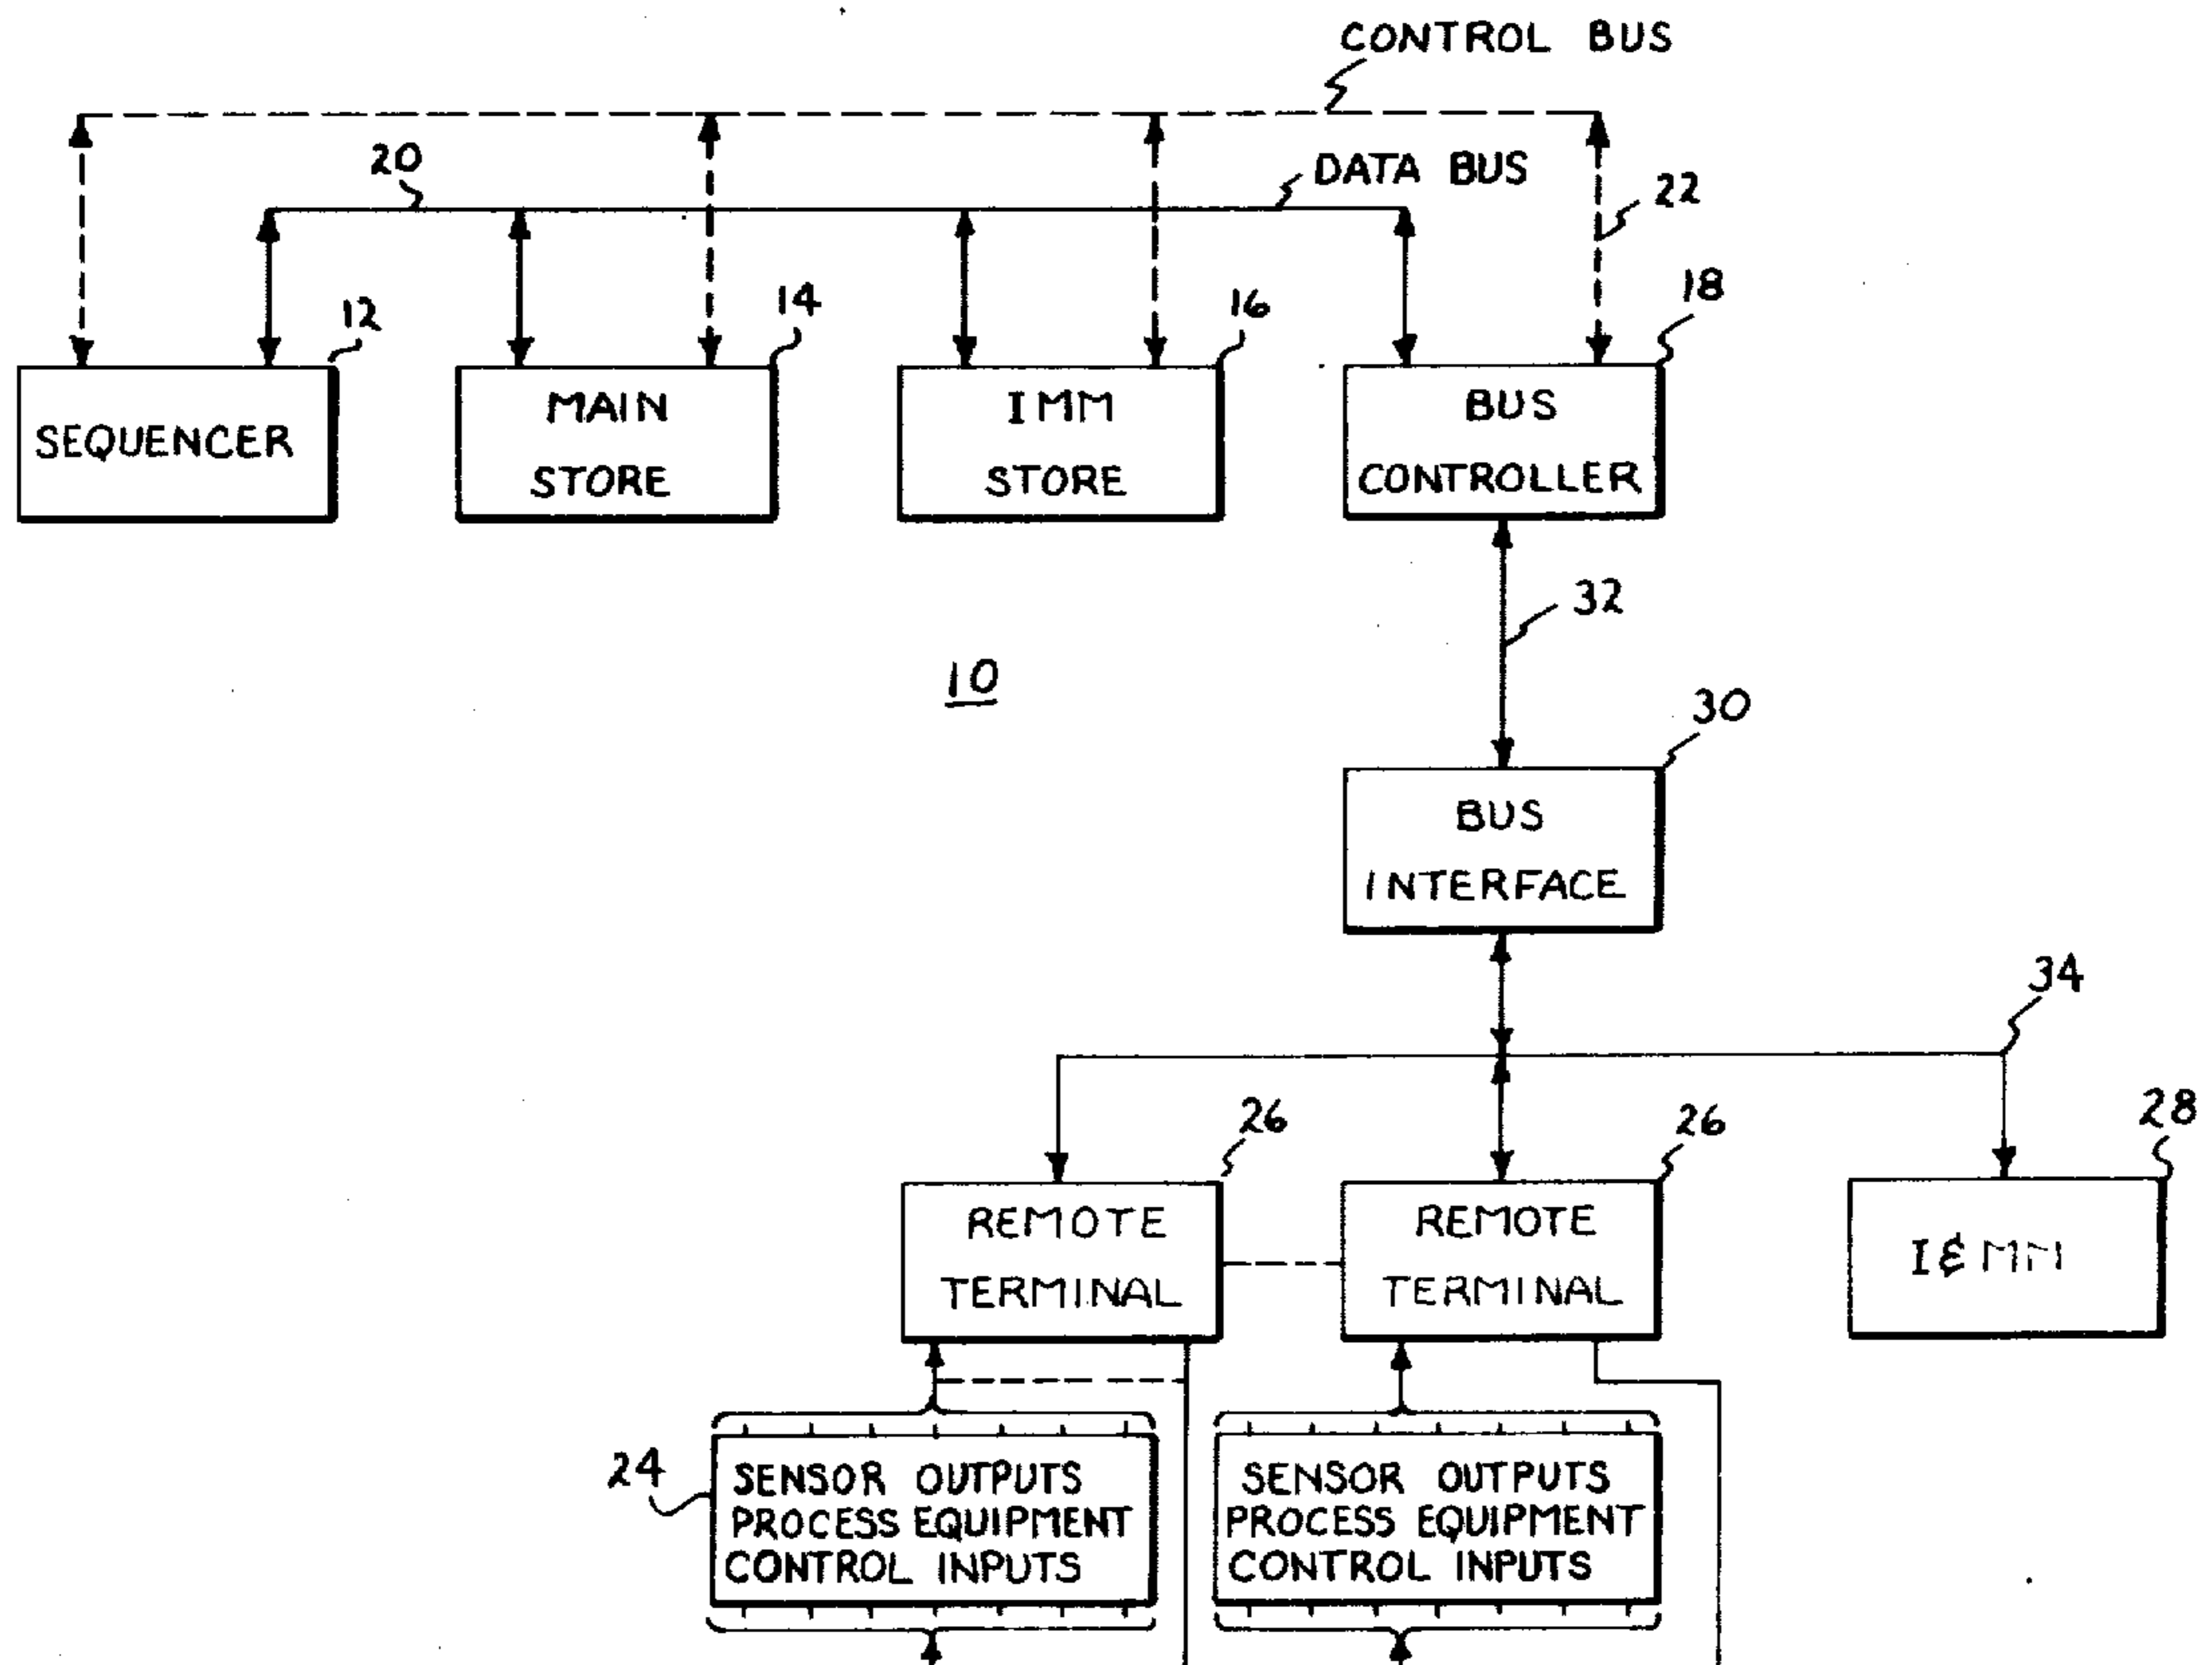 CONTROL BUS
20
DATA BUS
22
12
14
16
18
SEQUENCER
MAIN
STORE
IMM
STORE
BUS
CONTROLLER
32
10
30
BUS
INTERFACE
34
26
26
28
REMOTE
TERMINAL
REMOTE
TERMINAL
I&MM
24
SENSOR OUTPUTS
PROCESS EQUIPMENT
CONTROL INPUTS
SENSOR OUTPUTS
PROCESS EQUIPMENT
CONTROL INPUTS